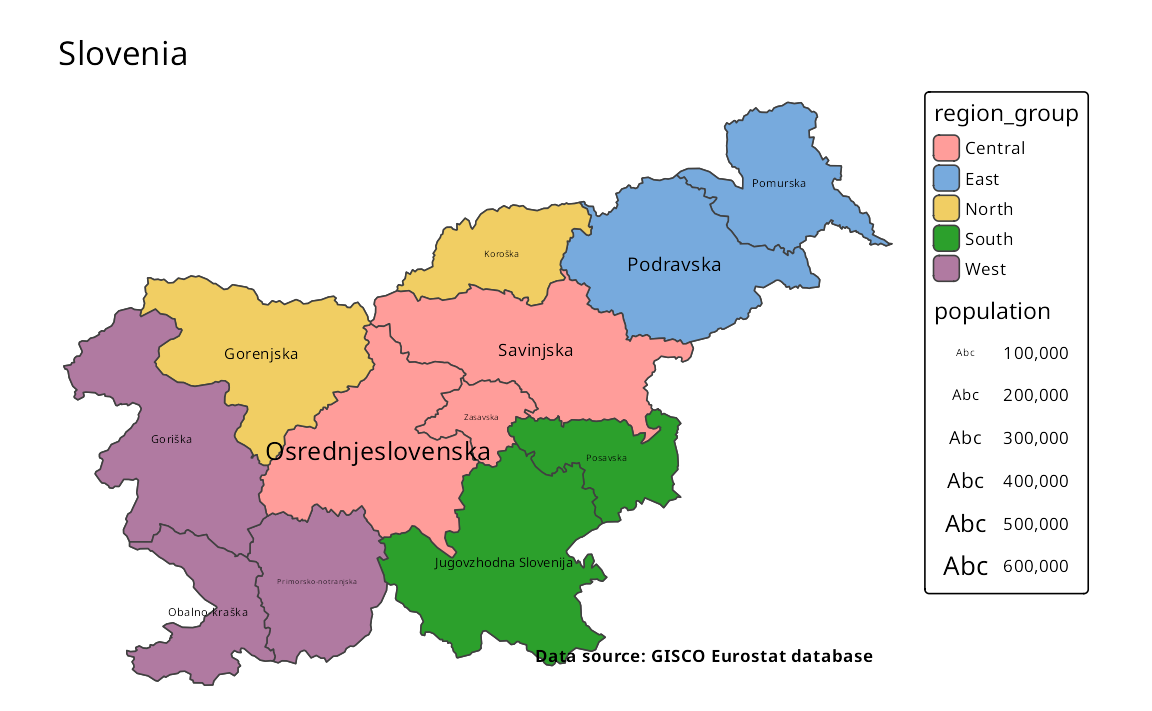 Slovenia
Pomurska
Koroška
Podravska
Savinjska
Gorenjska
Zasavska
Goriška
Osrednjeslovenska
Posavska
Jugovzhodna Slovenija
Primorsko-notranjska
Obalno-kraška
Data source: GISCO Eurostat database
region_group
Central
East
North
South
West
population
Abc 100,000
Abc 200,000
Abc 300,000
Abc 400,000
Abc 500,000
Abc 600,000